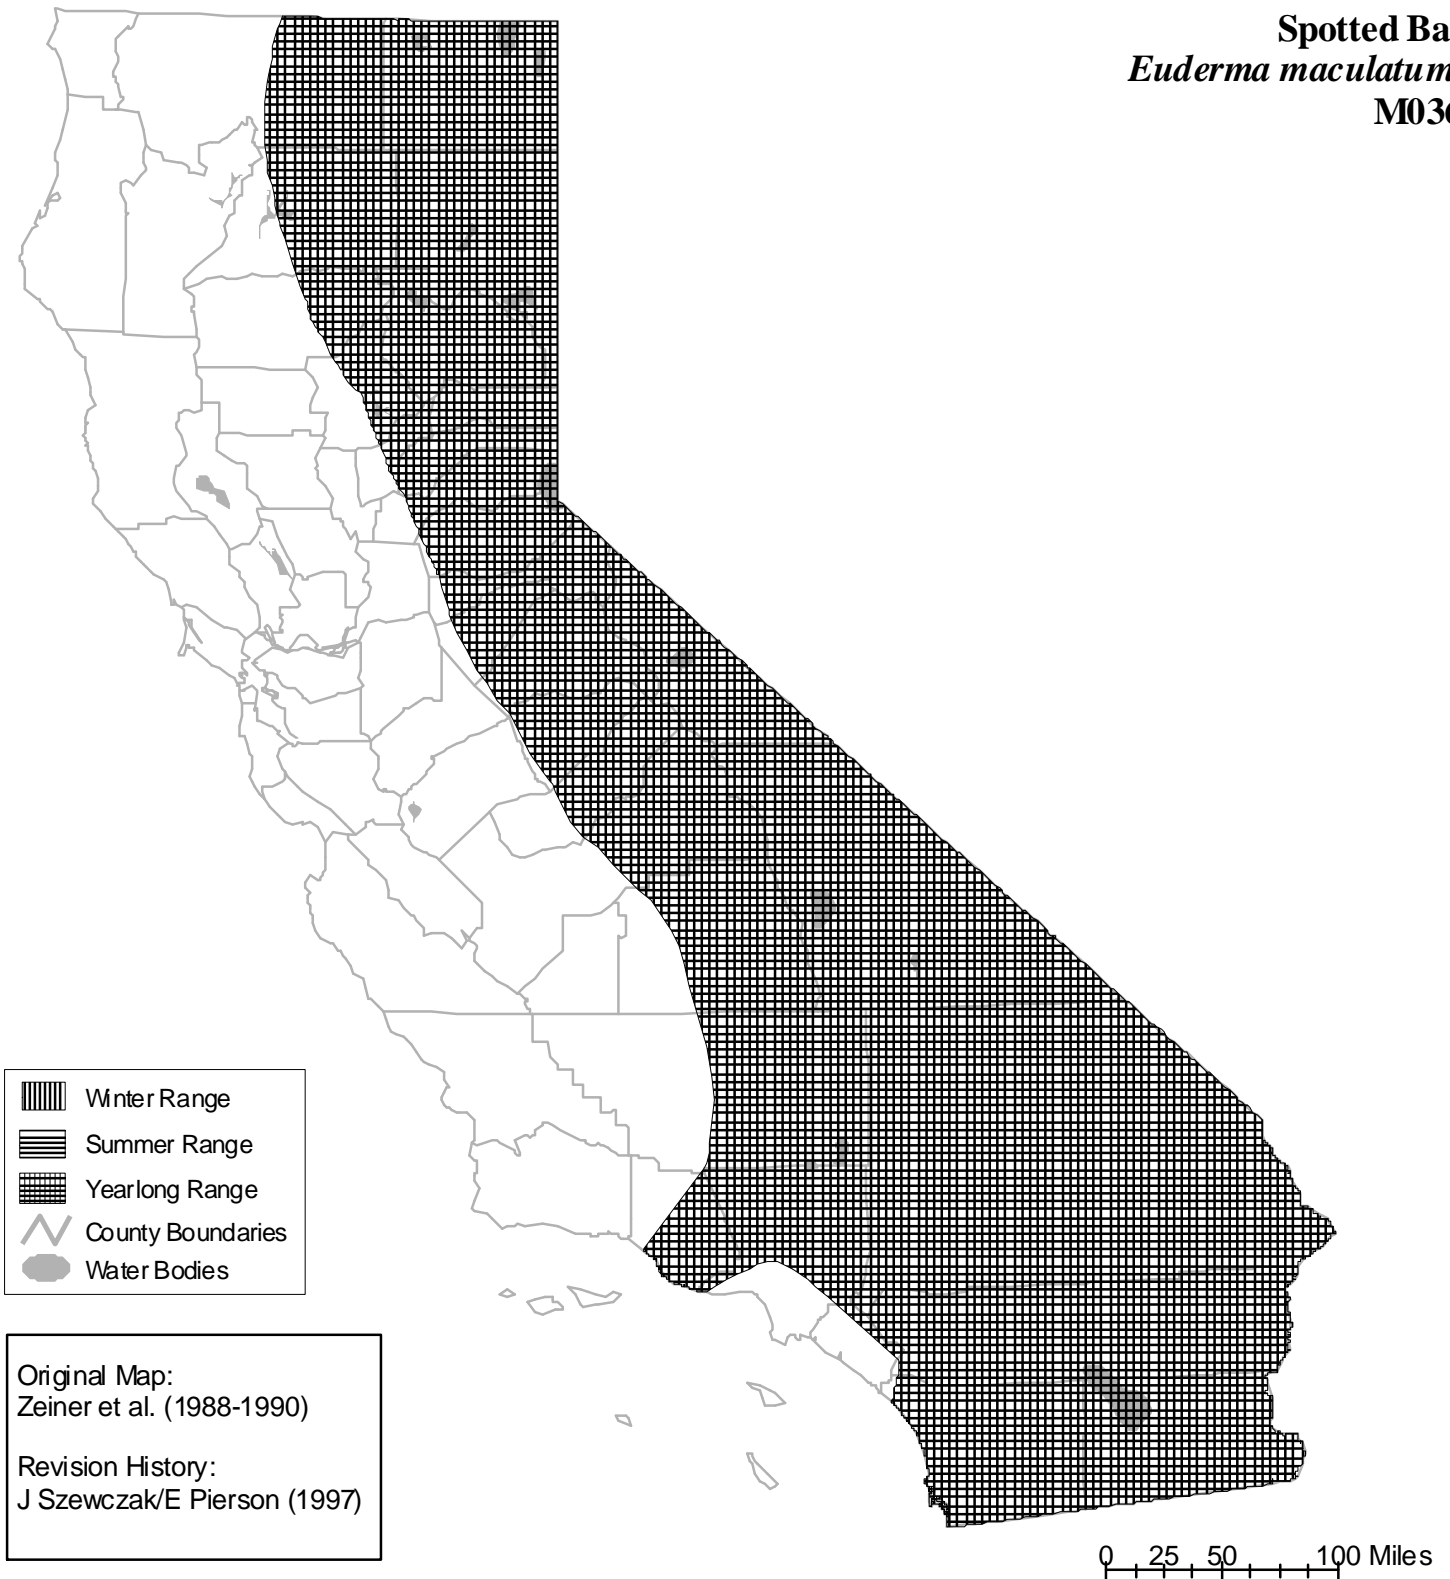 Spotted Ba
Euderma maculatum
M036
Winter Range
Summer Range
Yearlong Range
County Boundaries
Water Bodies
Original Map:
Zeiner et al. (1988-1990)
Revision History:
J Szewczak/E Pierson (1997)
0 25 50 100 Miles